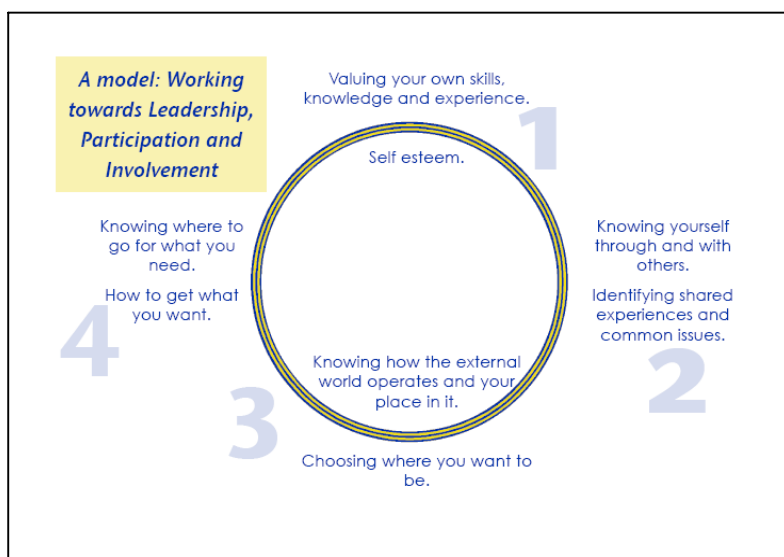 A model: Working
towards Leadership,
Participation and
Involvement
Valuing your own skills,
knowledge and experience.
1
Self esteem.
Knowing yourself
through and with
others.
Identifying shared
experiences and
common issues.
2
Knowing how the external
world operates and your
place in it.
3
Choosing where you want to
be.
Knowing where to
go for what you
need.
How to get what
you want.
4